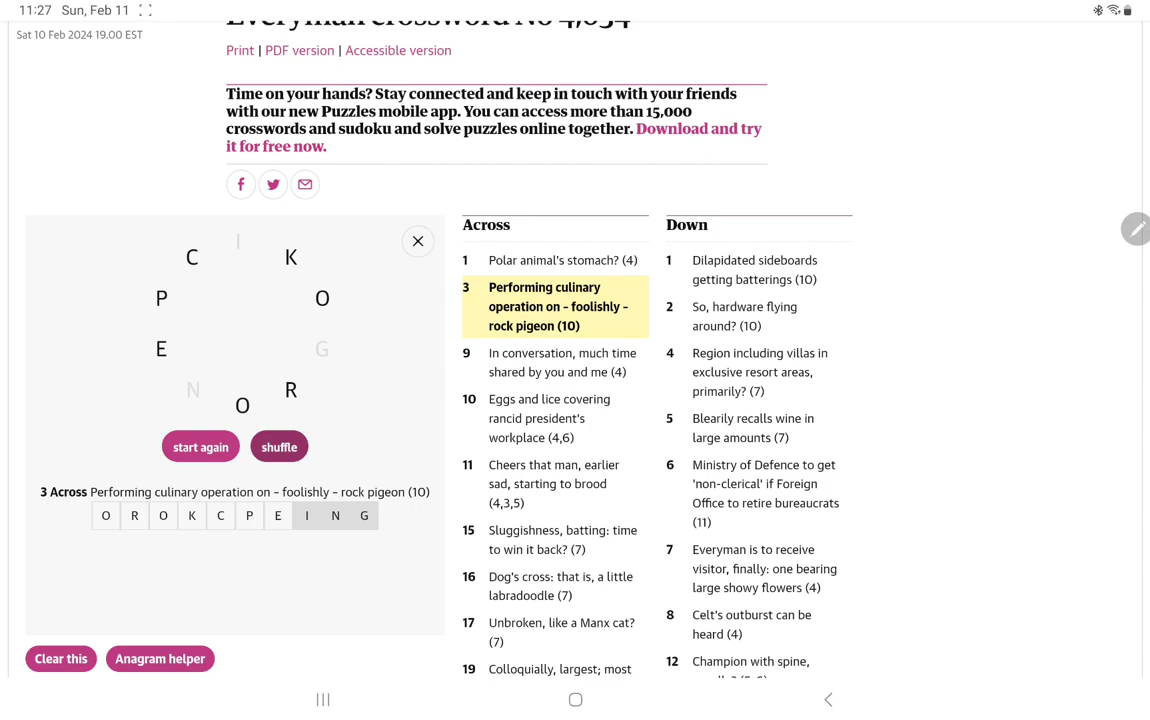 11:27 Sun, Feb 11
Everyman crossword No 4,034
Sat 10 Feb 2024 19.00 EST
Print | PDF version | Accessible version
Time on your hands? Stay connected and keep in touch with your friends
with our new Puzzles mobile app. You can access more than 15,000
crosswords and sudoku and solve puzzles online together. Download and try
it for free now.
I
C K
P O
E G
N R
O
start again shuffle
3 Across Performing culinary operation on – foolishly – rock pigeon (10)
O R O K C P E I N G
Clear this Anagram helper
Across
1 Polar animal's stomach? (4)
3 Performing culinary
operation on – foolishly –
rock pigeon (10)
9 In conversation, much time
shared by you and me (4)
10 Eggs and lice covering
rancid president's
workplace (4,6)
11 Cheers that man, earlier
sad, starting to brood
(4,3,5)
15 Sluggishness, batting: time
to win it back? (7)
16 Dog's cross: that is, a little
labradoodle (7)
17 Unbroken, like a Manx cat?
(7)
19 Colloquially, largest; most
Down
1 Dilapidated sideboards
getting batterings (10)
2 So, hardware flying
around? (10)
4 Region including villas in
exclusive resort areas,
primarily? (7)
5 Blearily recalls wine in
large amounts (7)
6 Ministry of Defence to get
'non-clerical' if Foreign
Office to retire bureaucrats
(11)
7 Everyman is to receive
visitor, finally: one bearing
large showy flowers (4)
8 Celt's outburst can be
heard (4)
12 Champion with spine,